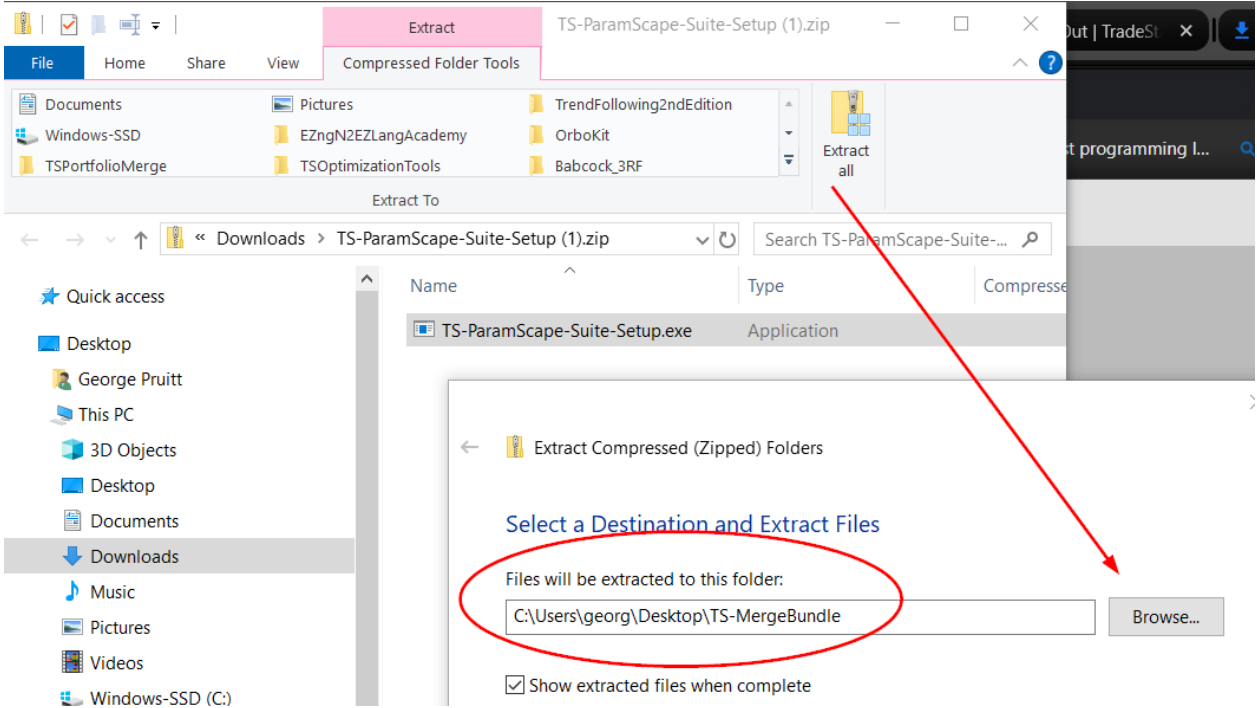 Extract
TS-ParamScape-Suite-Setup (1).zip
Out | TradeSt
File
Home
Share
View
Compressed Folder Tools
?
Documents
Pictures
TrendFollowing2ndEdition
Windows-SSD
EZngN2EZLangAcademy
OrboKit
TSPortfolioMerge
TSOptimizationTools
Babcock_3RF
Extract
all
t programming l...
Extract To
« Downloads > TS-ParamScape-Suite-Setup (1).zip
Search TS-ParamScape-Suite-...
Name
Type
Compresse
Quick access
TS-ParamScape-Suite-Setup.exe
Application
Desktop
George Pruitt
This PC
3D Objects
Desktop
Documents
Downloads
Music
Pictures
Videos
Windows-SSD (C:)
Extract Compressed (Zipped) Folders
Select a Destination and Extract Files
Files will be extracted to this folder:
C:\Users\georg\Desktop\TS-MergeBundle
Browse...
Show extracted files when complete